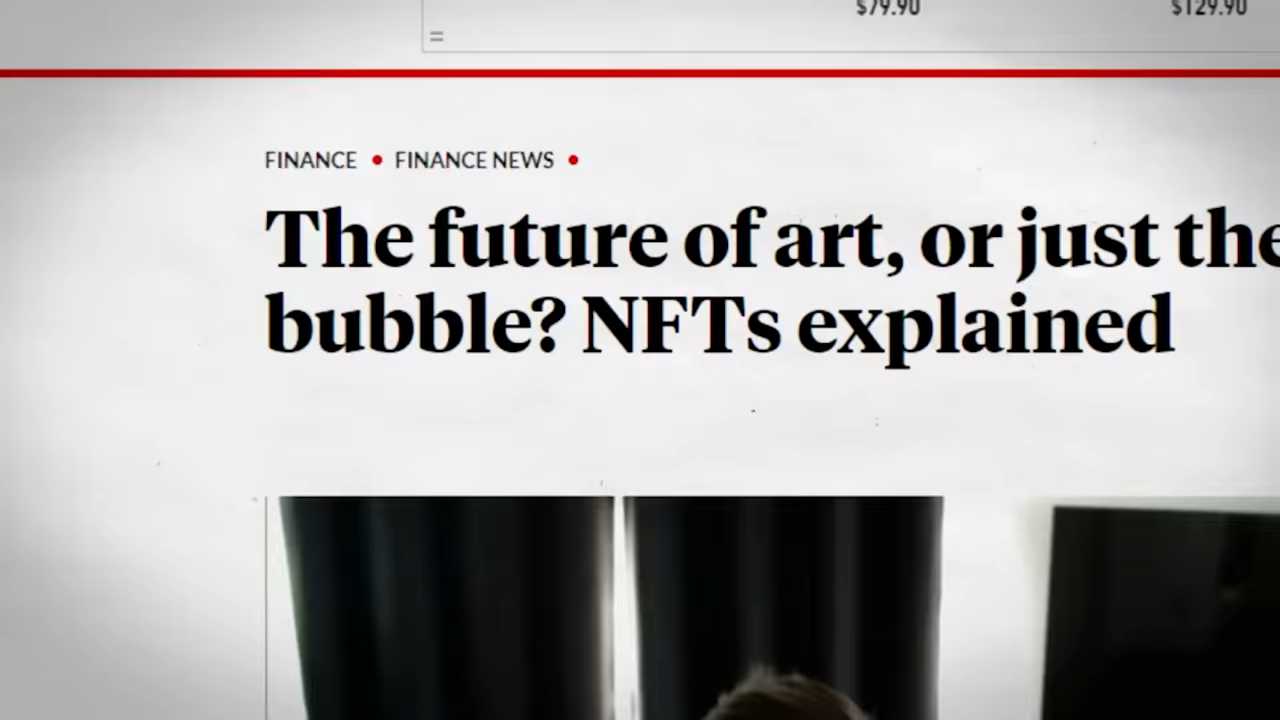 $79.90 $129.90
FINANCE • FINANCE NEWS •
The future of art, or just the
bubble? NFTs explained